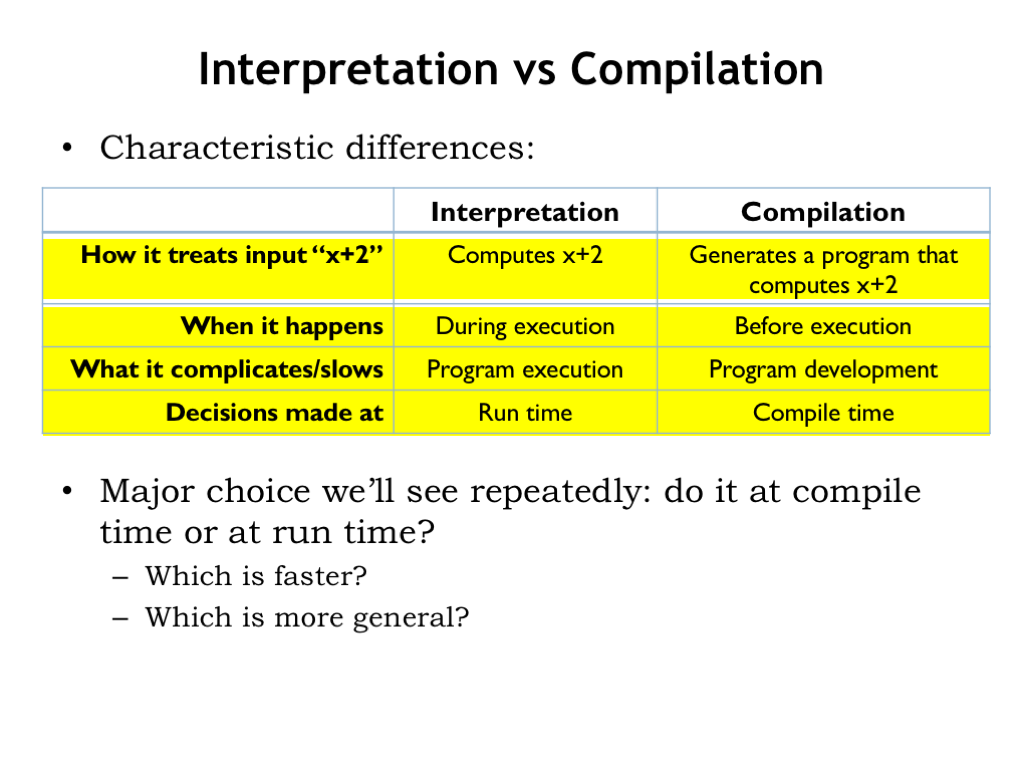 Interpretation vs Compilation
• Characteristic differences:
Interpretation Compilation
How it treats input “x+2” Computes x+2 Generates a program that
computes x+2
When it happens During execution Before execution
What it complicates/slows Program execution Program development
Decisions made at Run time Compile time
• Major choice we’ll see repeatedly: do it at compile
time or at run time?
– Which is faster?
– Which is more general?